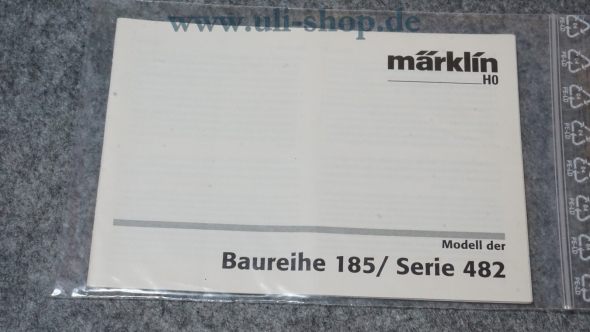 www.uli-shop.de
märklin
H0
Modell der
Baureihe 185/ Serie 482